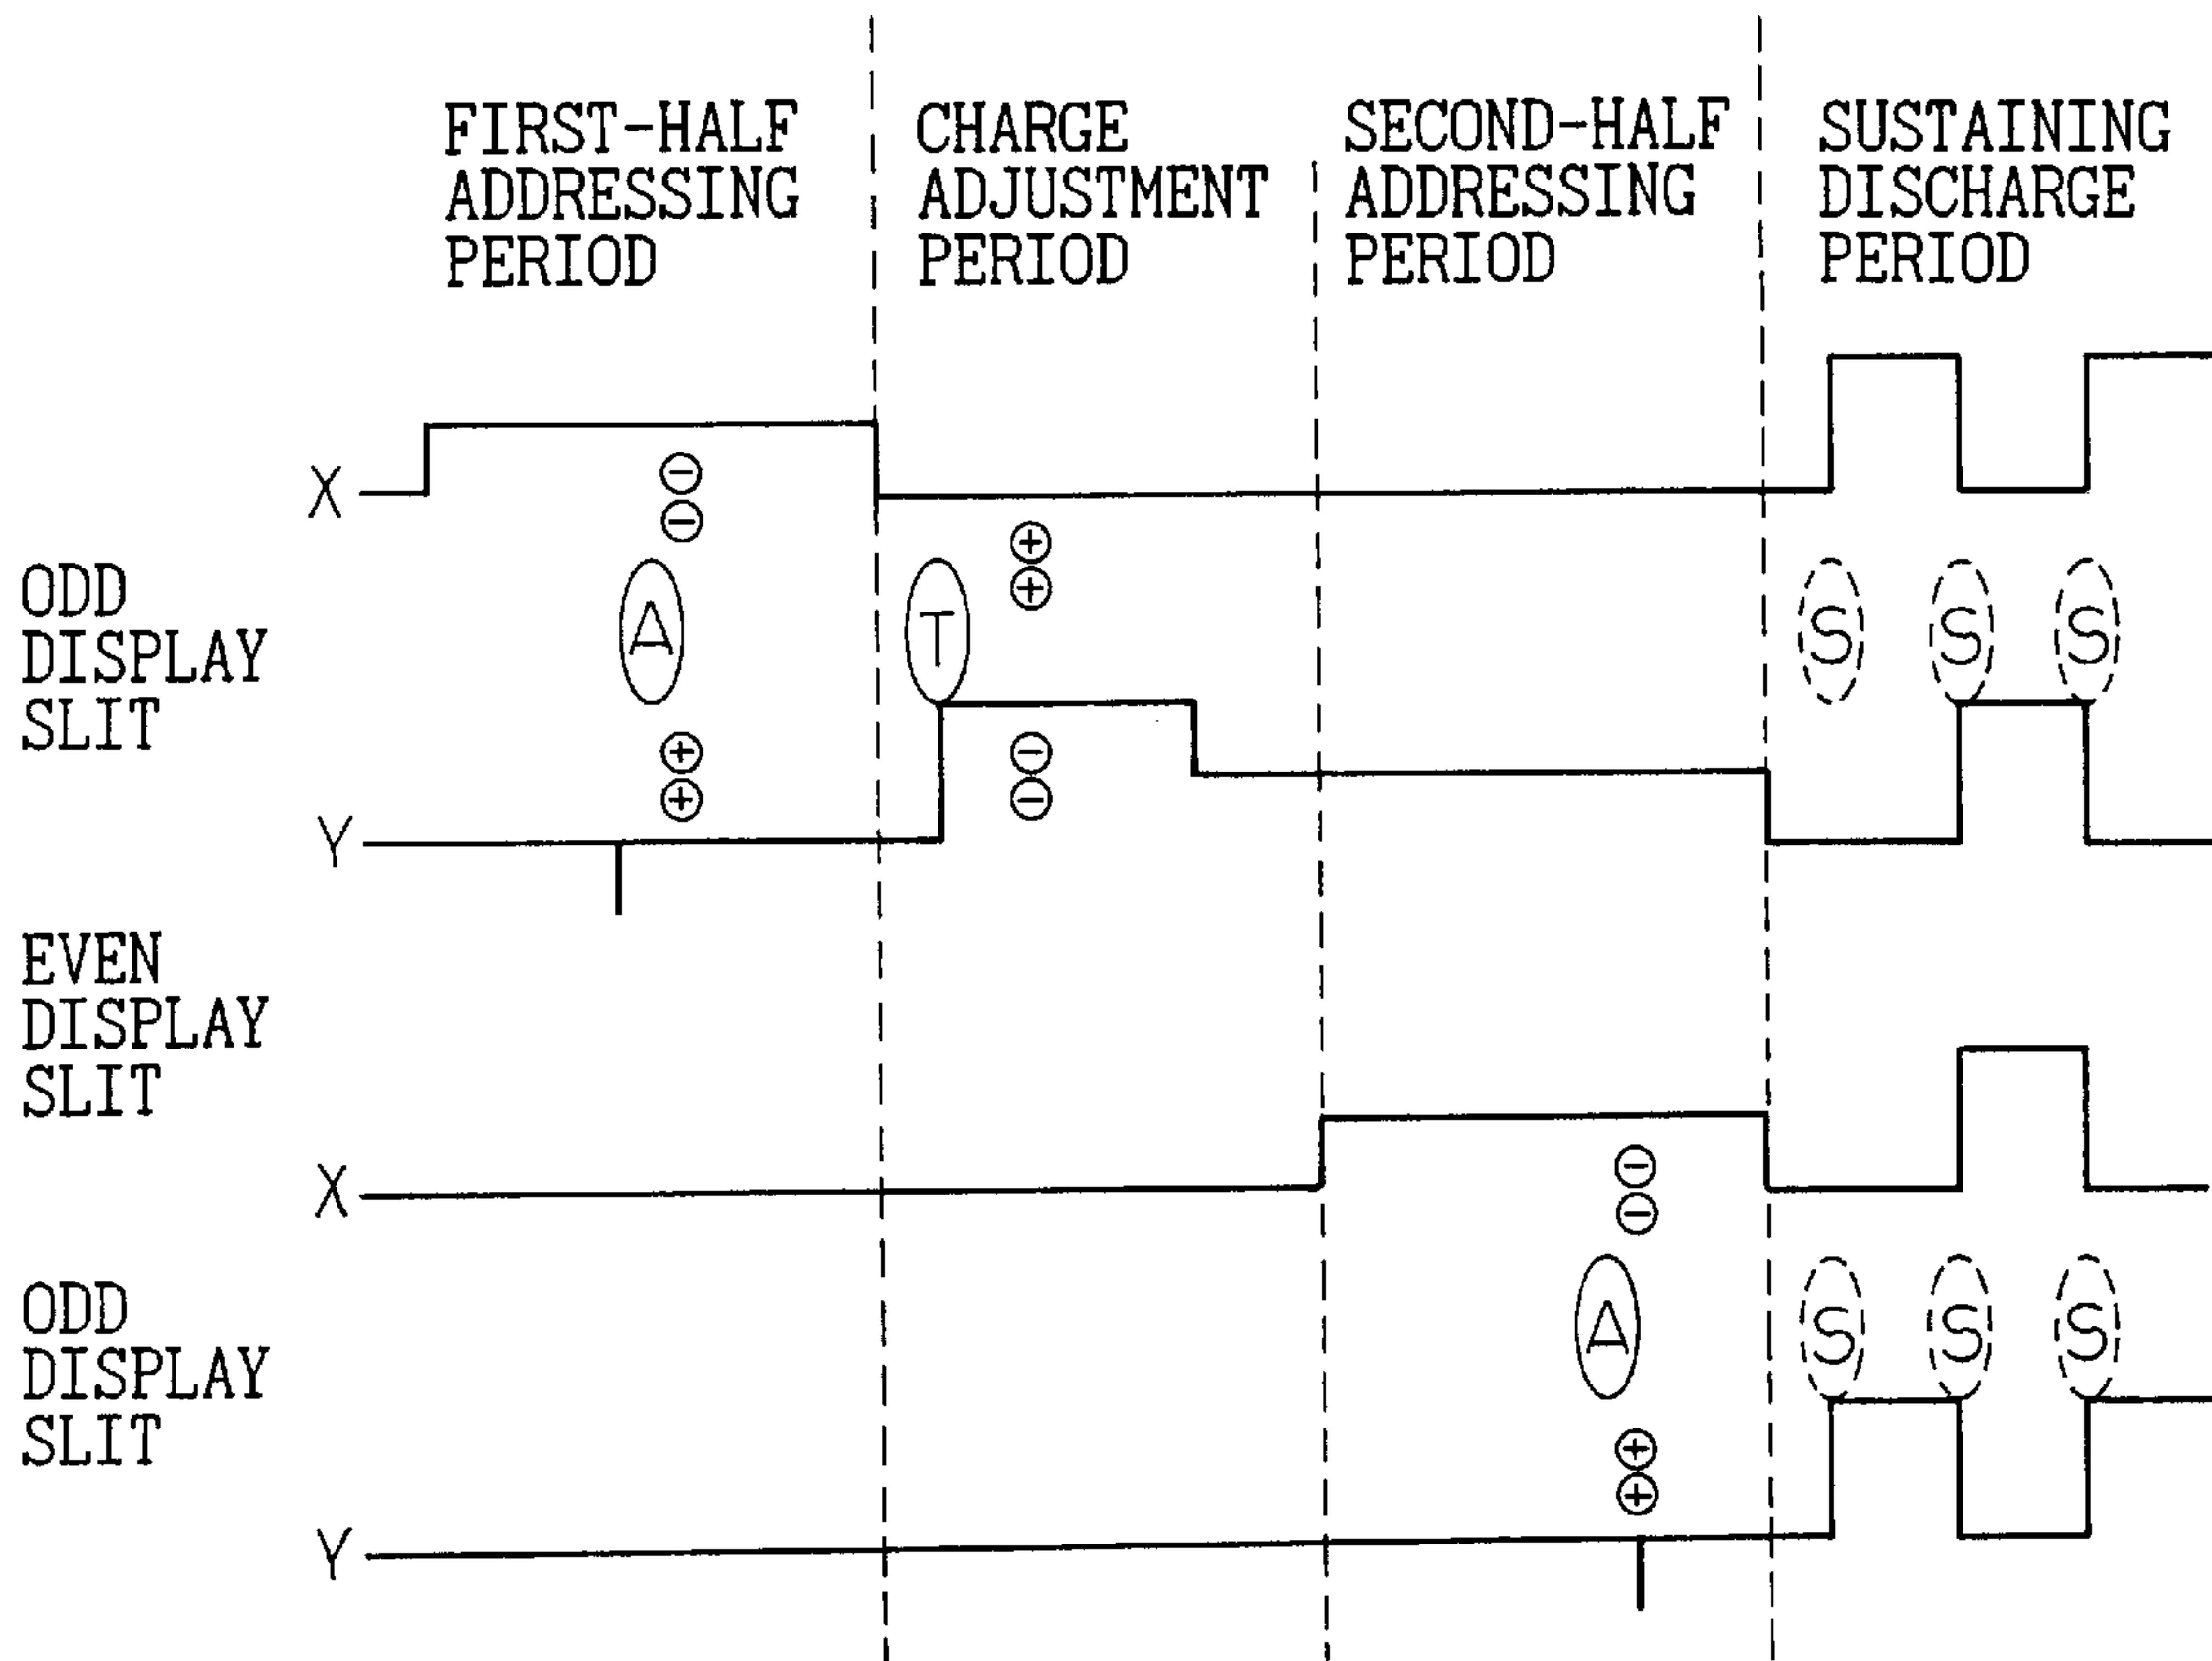 FIRST-HALF
ADDRESSING
PERIOD
CHARGE
ADJUSTMENT
PERIOD
SECOND-HALF
ADDRESSING
PERIOD
SUSTAINING
DISCHARGE
PERIOD
X
−
−
+
+
ODD
DISPLAY
SLIT
A
T
S S S
+
+
−
−
Y
EVEN
DISPLAY
SLIT
X
−
−
ODD
DISPLAY
SLIT
A
S S S
+
+
Y